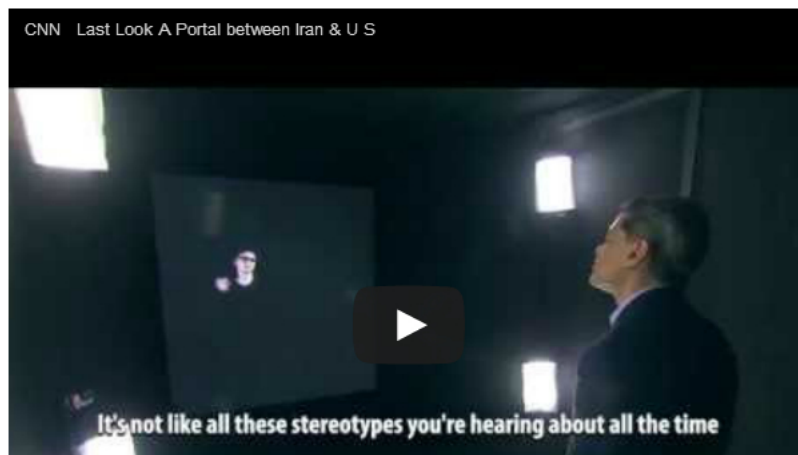 CNN Last Look A Portal between Iran & U S
It's not like all these stereotypes you're hearing about all the time